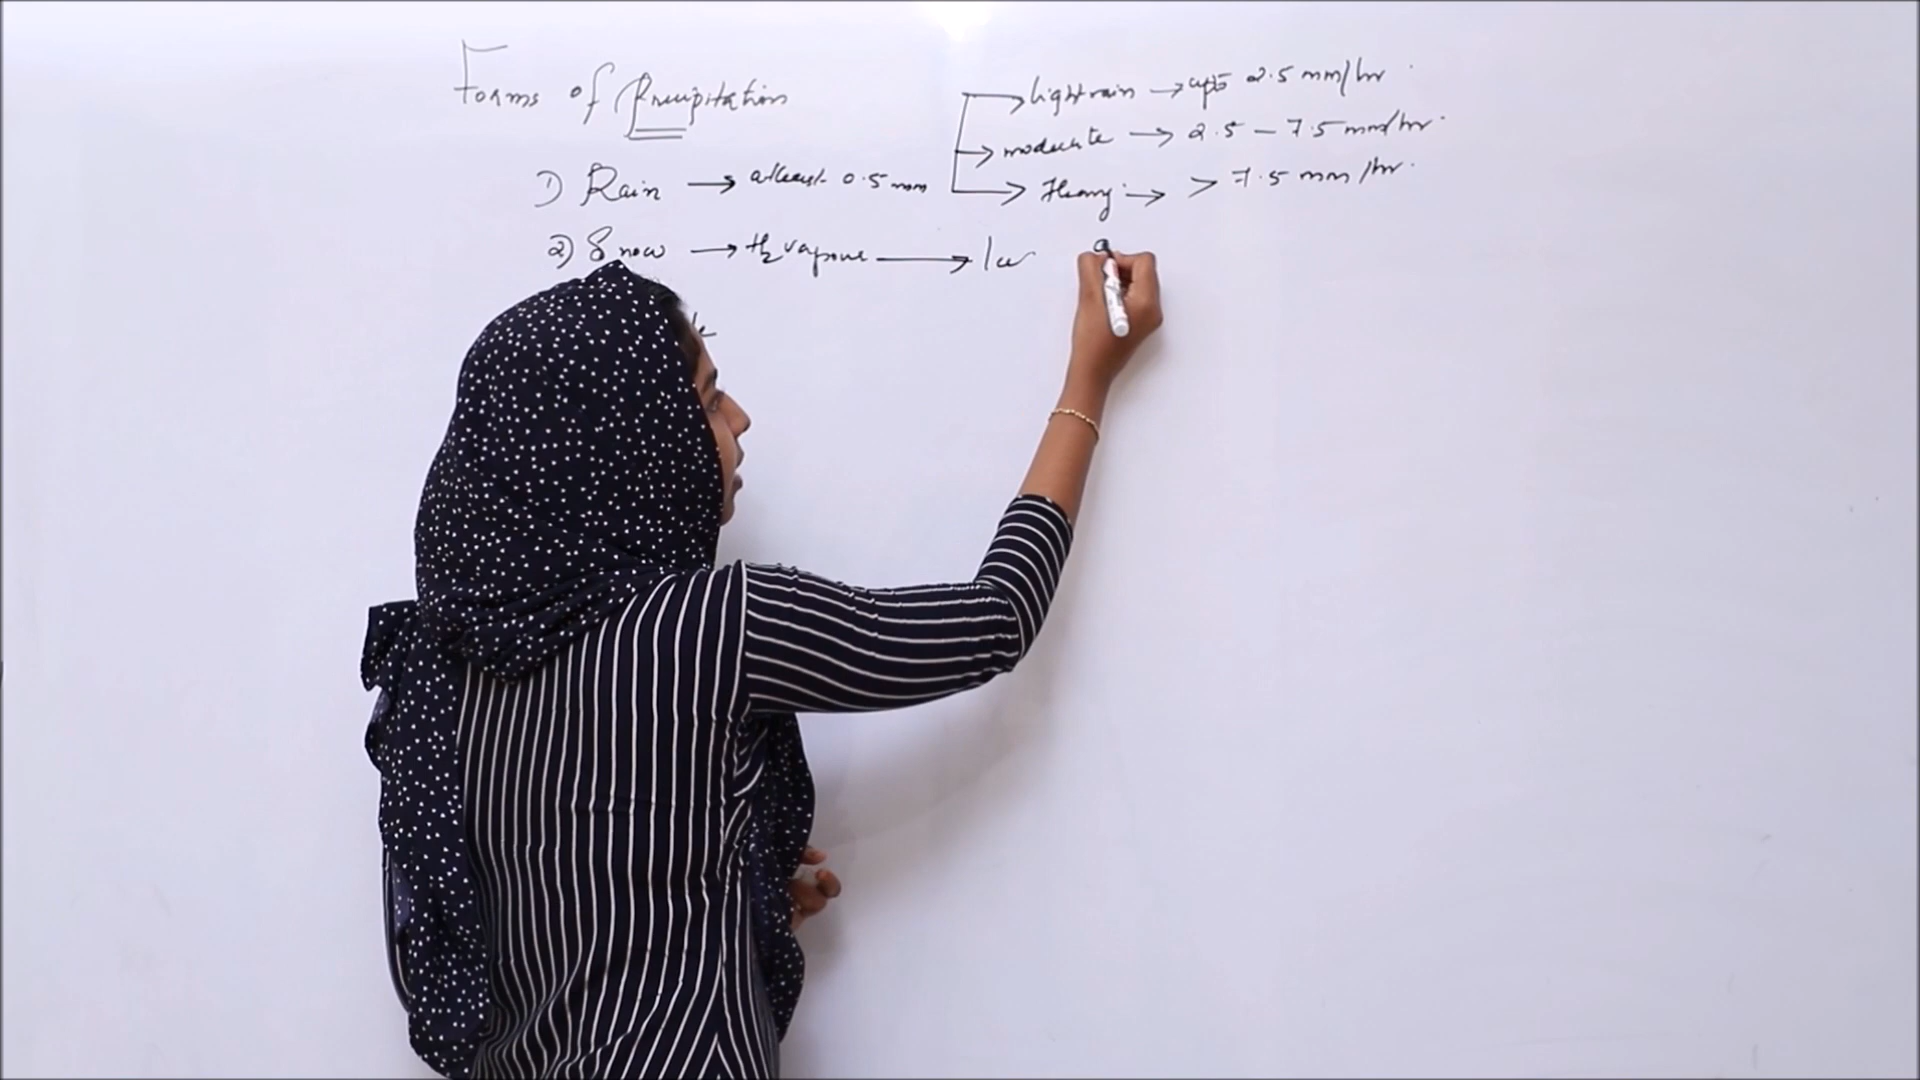 Forms of Precipitation
1) Rain → atleast 0.5 mm
→ light rain → upto 2.5 mm/hr
→ moderate → 2.5 – 7.5 mm/hr
→ Heavy → > 7.5 mm/hr
2) Snow → vapour → Ice